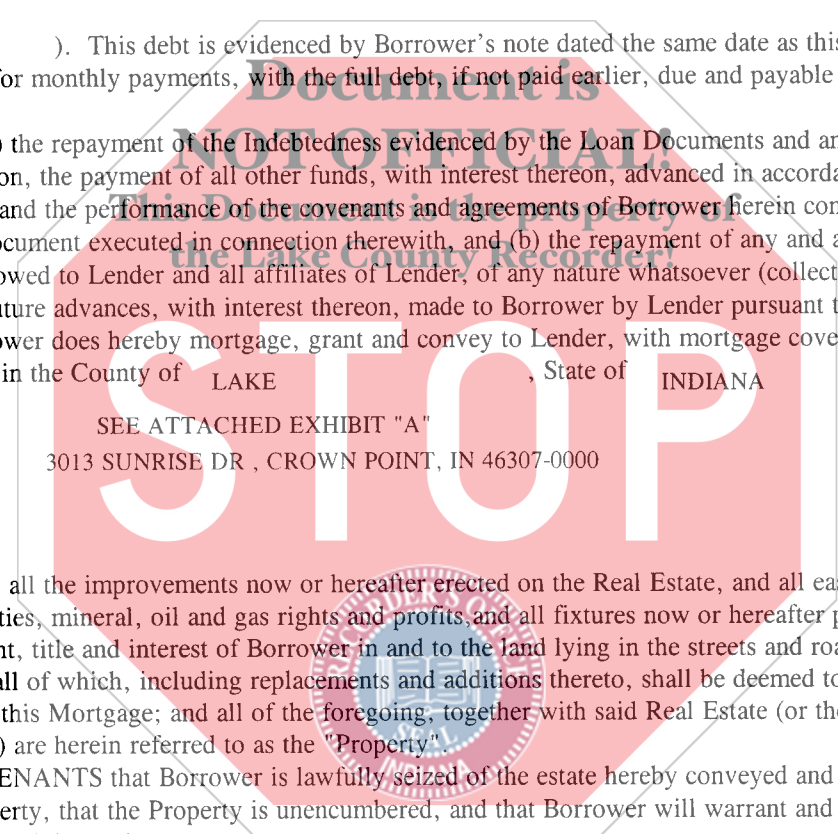 ). This debt is evidenced by Borrower's note dated the same date as this
for monthly payments, with the full debt, if not paid earlier, due and payable
Document is
) the repayment of the Indebtedness evidenced by the Loan Documents and
NOT OFFICIAL!
on, the payment of all other funds, with interest thereon, advanced in
This Document is the property of
and the performance of the covenants and agreements of Borrower herein
ocument executed in connection therewith, and (b) the repayment of any and
the Lake County Recorder!
owed to Lender and all affiliates of Lender, of any nature whatsoever (collect
uture advances, with interest thereon, made to Borrower by Lender pursuant
ower does hereby mortgage, grant and convey to Lender, with mortgage cove
STOP
in the County of LAKE , State of INDIANA
SEE ATTACHED EXHIBIT "A"
3013 SUNRISE DR , CROWN POINT, IN 46307-0000
all the improvements now or hereafter erected on the Real Estate, and all
ties, mineral, oil and gas rights and profits,and all fixtures now or hereafter
nt, title and interest of Borrower in and to the land lying in the streets and
all of which, including replacements and additions thereto, shall be deemed to
this Mortgage; and all of the foregoing, together with said Real Estate (or the
) are herein referred to as the "Property".
RECORDER'S OFFICE
SEAL
INDIANA
ENANTS that Borrower is lawfully seized of the estate hereby conveyed and
erty, that the Property is unencumbered, and that Borrower will warrant and